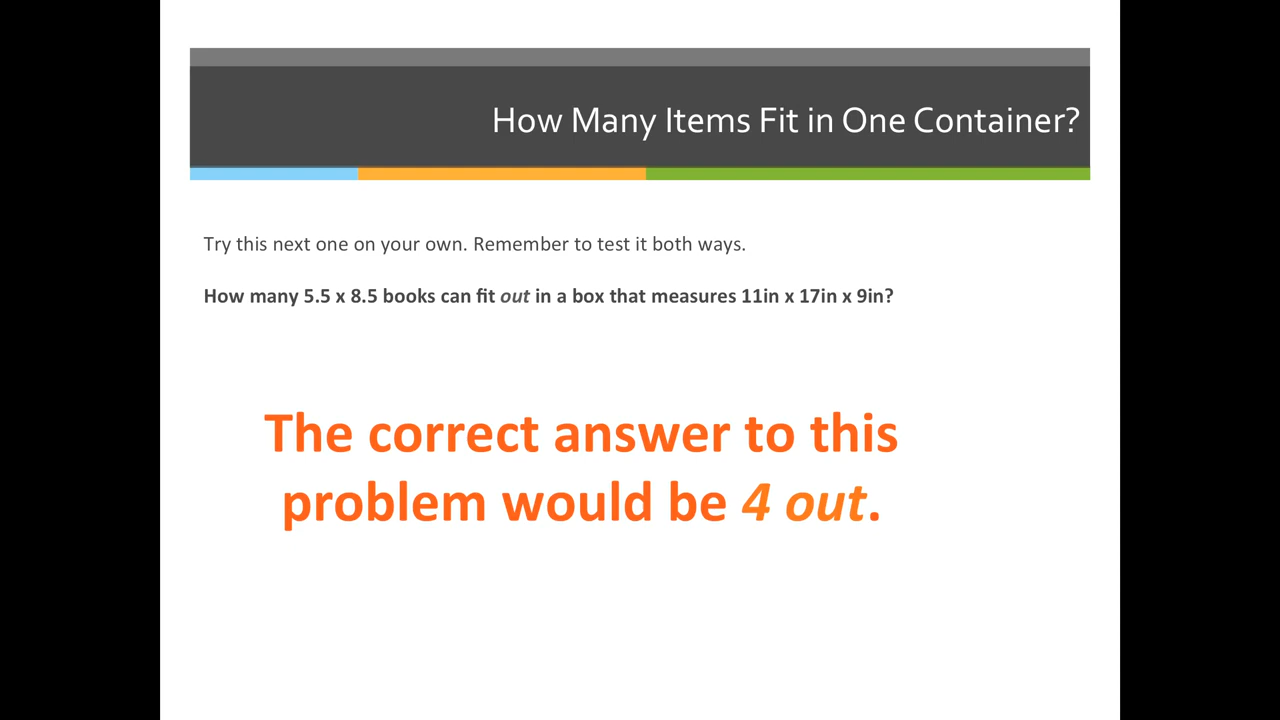 How Many Items Fit in One Container?
Try this next one on your own. Remember to test it both ways.
How many 5.5 x 8.5 books can fit out in a box that measures 11in x 17in x 9in?
The correct answer to this
problem would be 4 out.